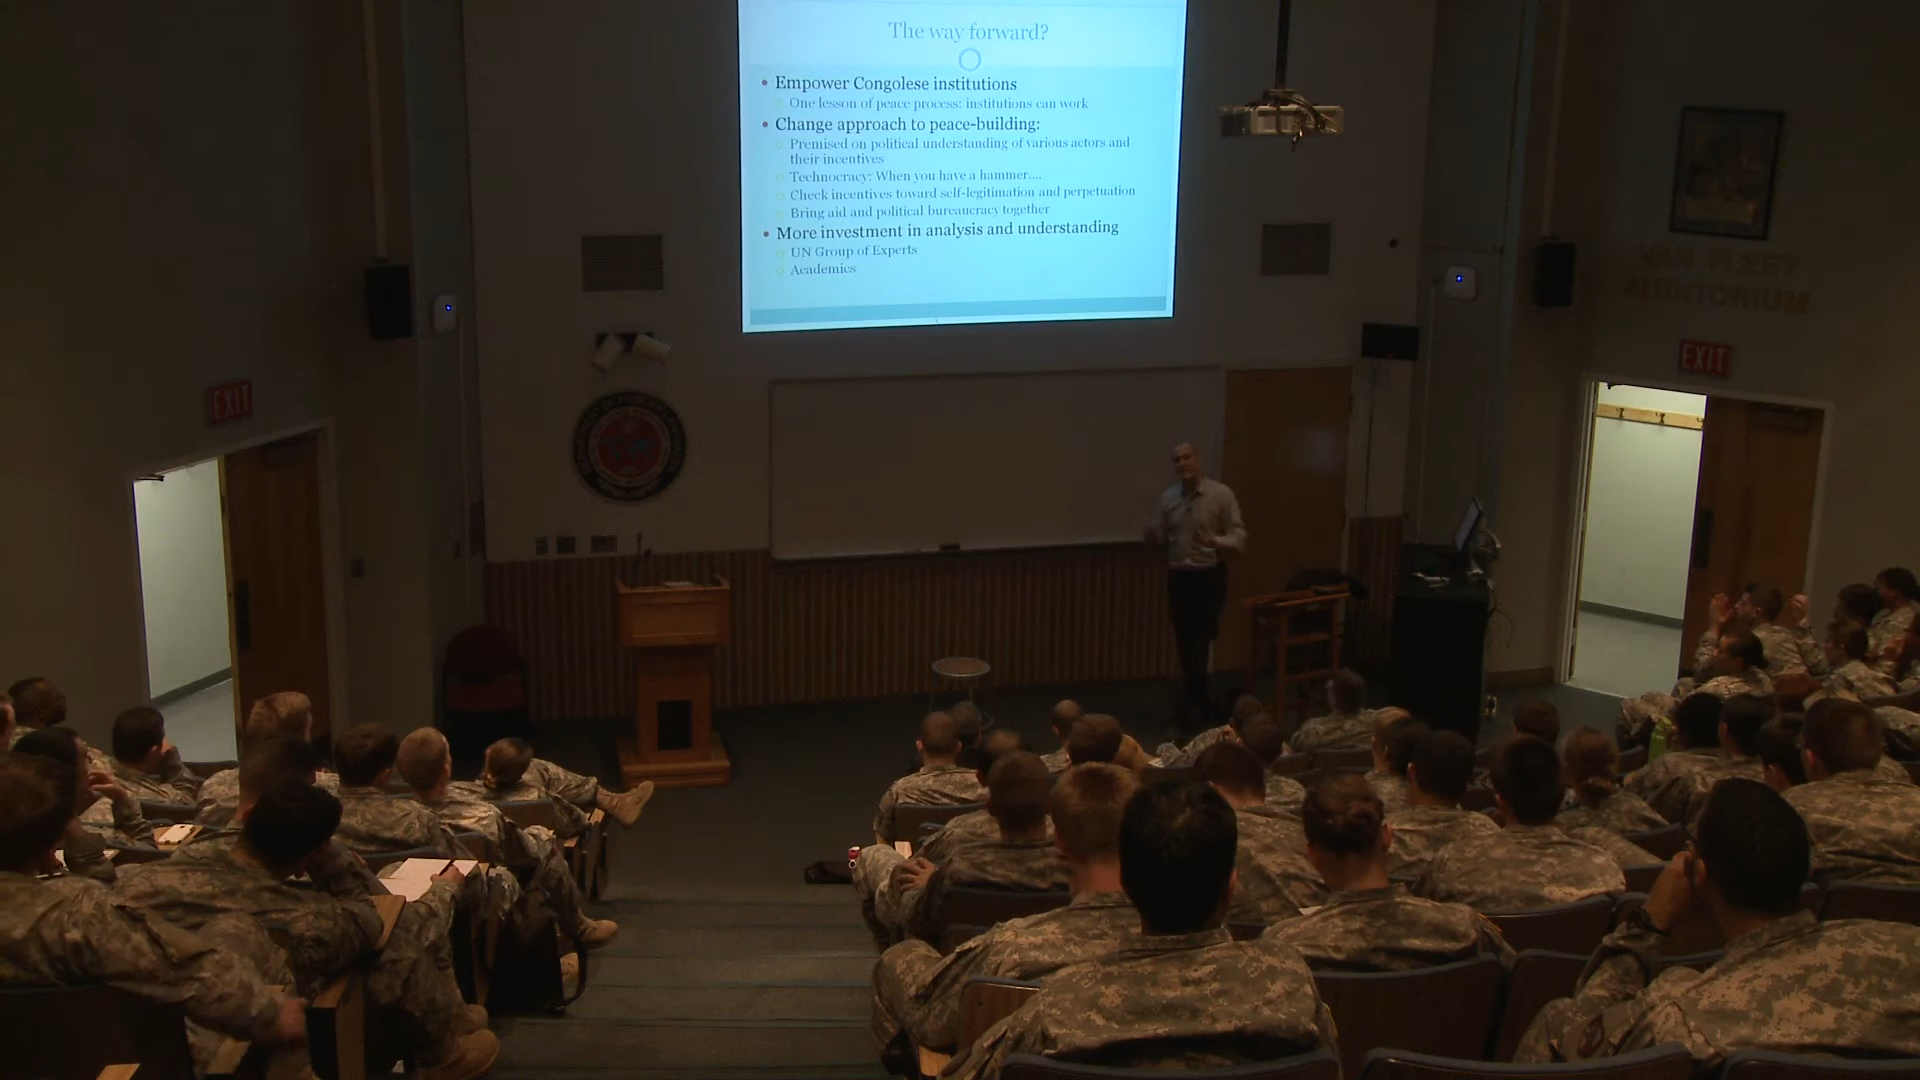 The way forward?
• Empower Congolese institutions
One lesson of peace process: institutions can work
• Change approach to peace-building:
Premised on political understanding of various actors and
their incentives
Technocracy: When you have a hammer....
Check incentives toward self-legitimation and perpetuation
Bring aid and political bureaucracy together
• More investment in analysis and understanding
UN Group of Experts
Academics
VAN FLEET
AUDITORIUM
EXIT
EXIT